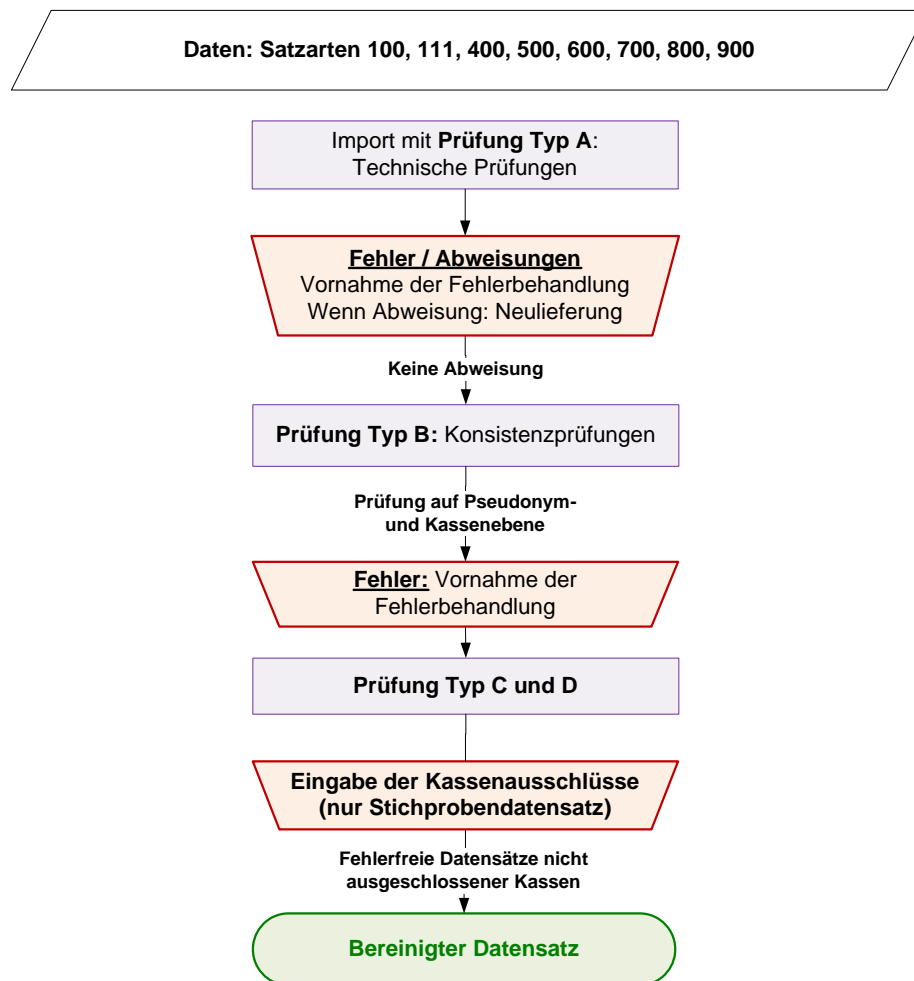 Daten: Satzarten 100, 111, 400, 500, 600, 700, 800, 900
Import mit Prüfung Typ A:
Technische Prüfungen
Fehler / Abweisungen
Vornahme der Fehlerbehandlung
Wenn Abweisung: Neulieferung
Keine Abweisung
Prüfung Typ B: Konsistenzprüfungen
Prüfung auf Pseudonym-
und Kassenebene
Fehler: Vornahme der
Fehlerbehandlung
Prüfung Typ C und D
Eingabe der Kassenausschlüsse
(nur Stichprobendatensatz)
Fehlerfreie Datensätze nicht
ausgeschlossener Kassen
Bereinigter Datensatz